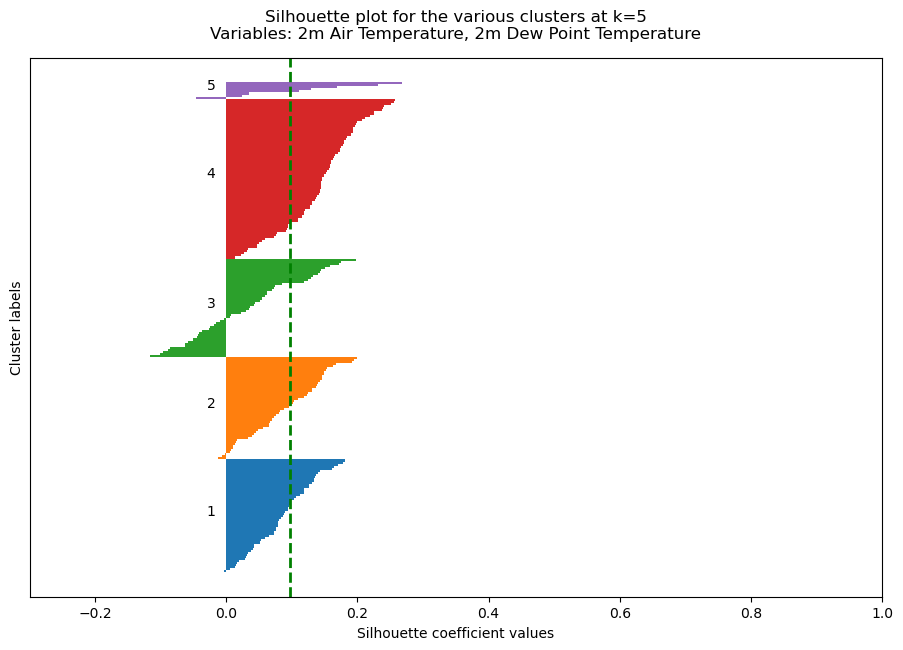 Silhouette plot for the various clusters at k=5
Variables: 2m Air Temperature, 2m Dew Point Temperature
5
4
3
2
1
Cluster labels
−0.2 0.0 0.2 0.4 0.6 0.8 1.0
Silhouette coefficient values